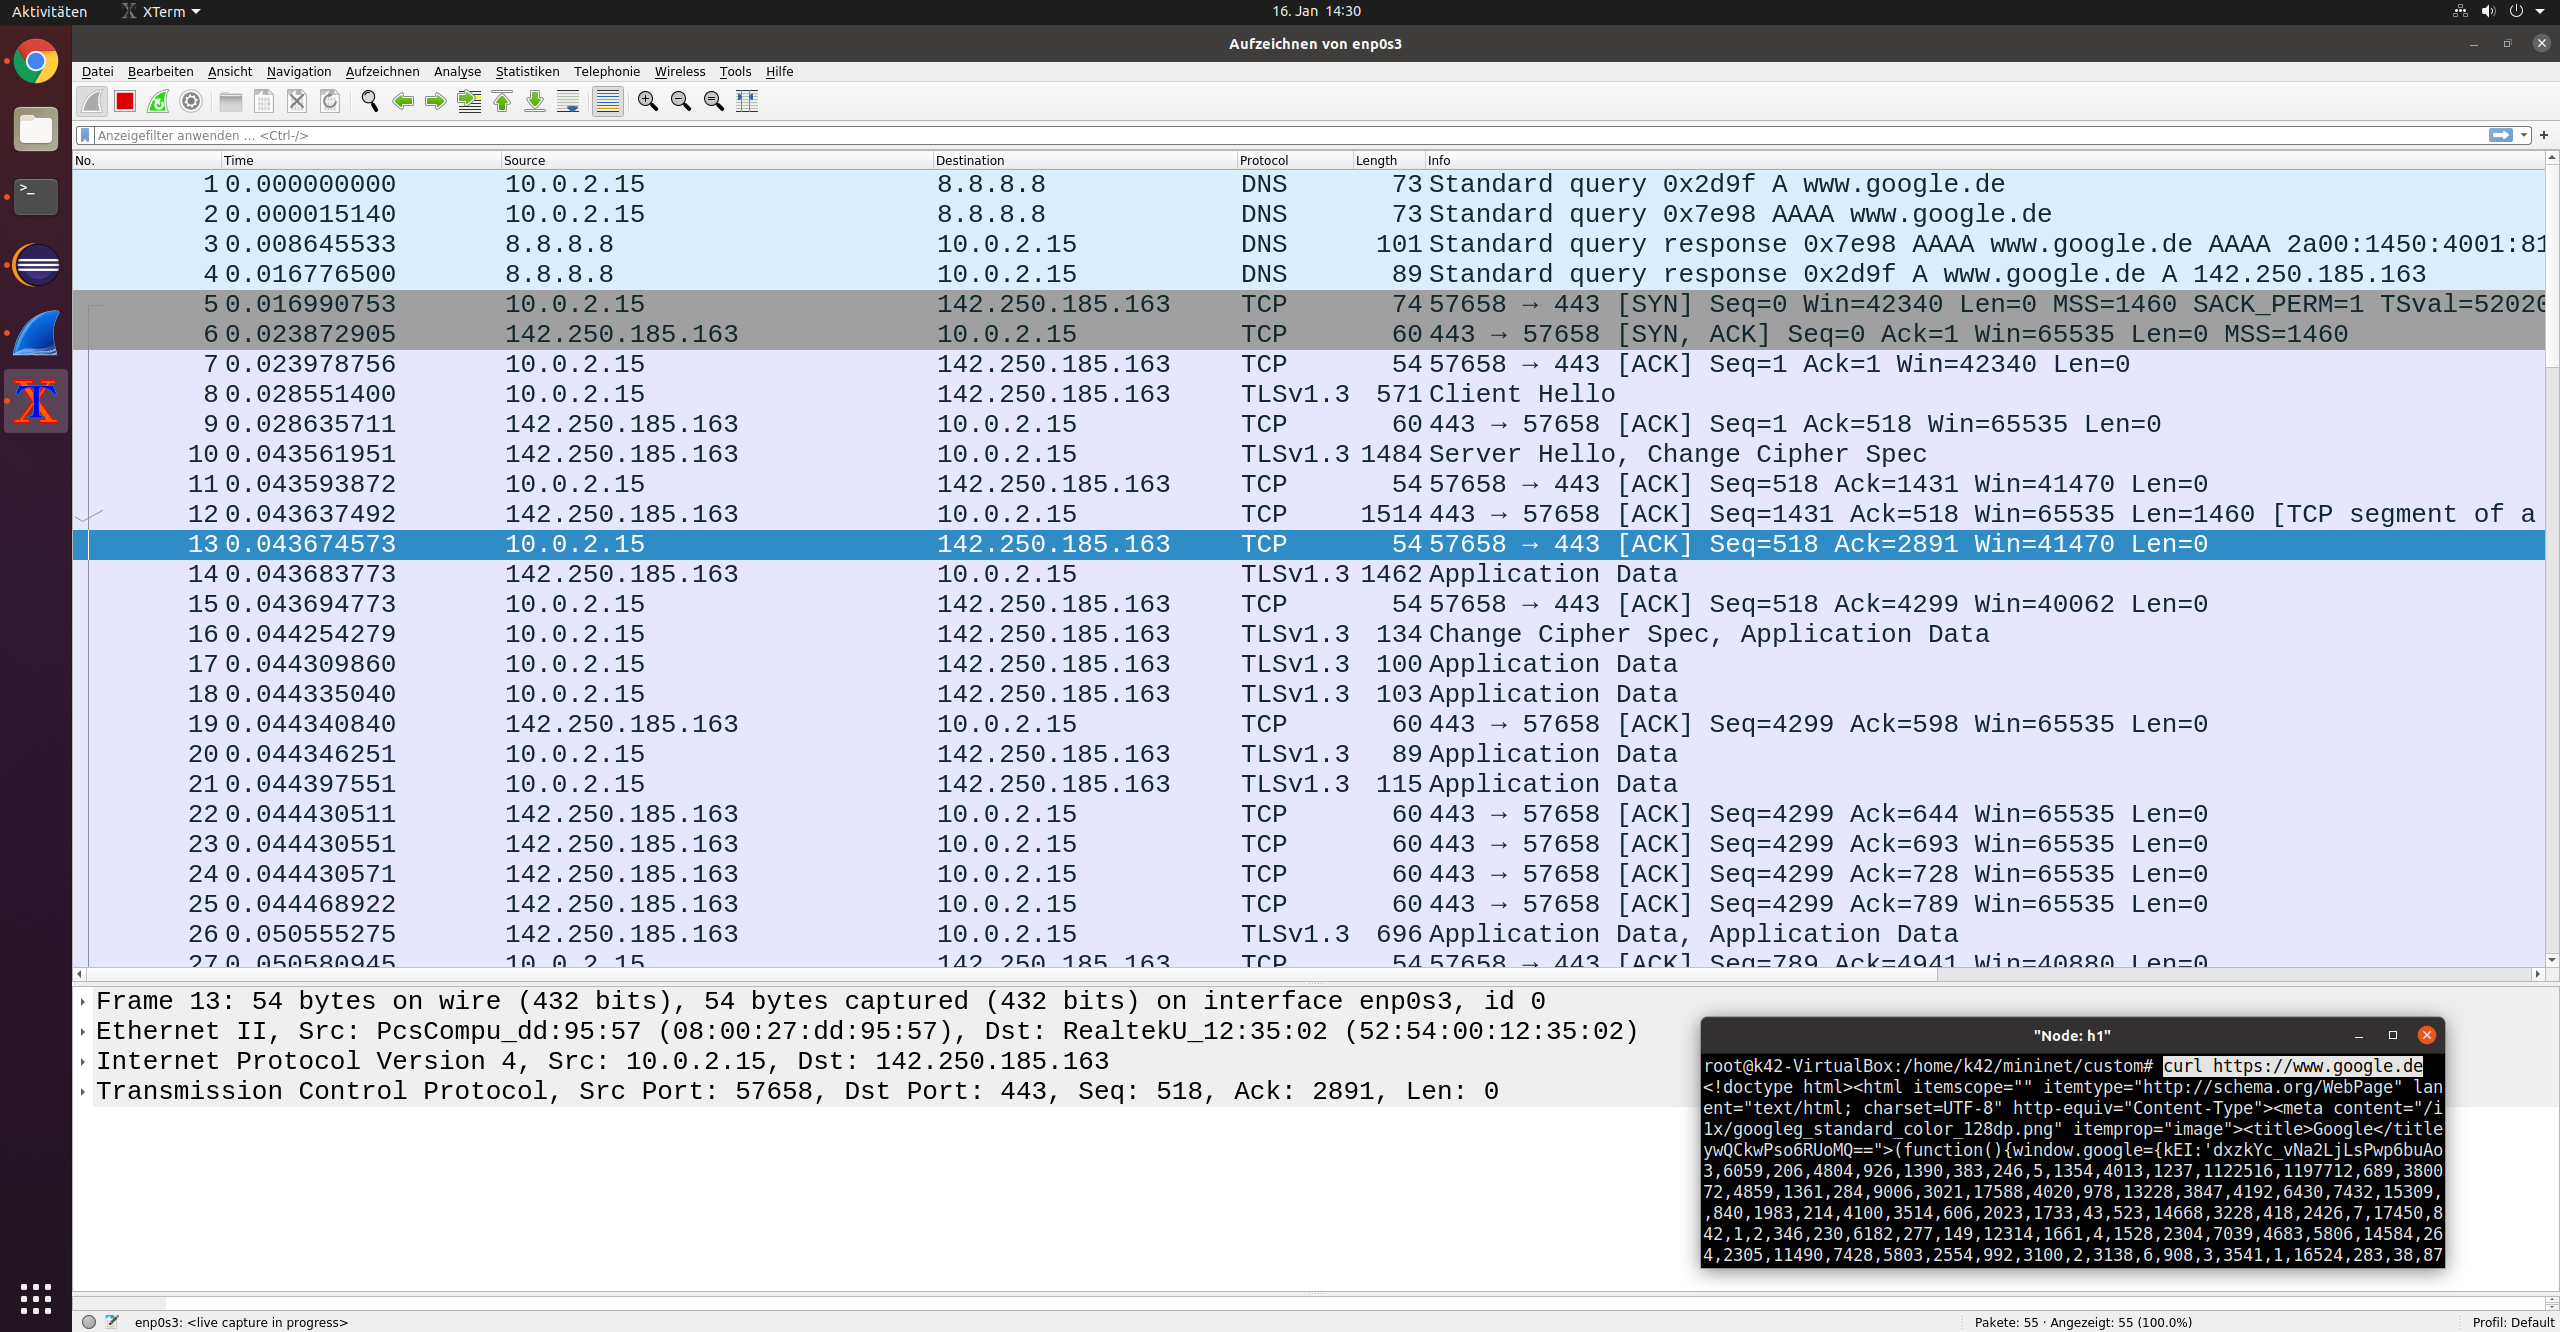 Aktivitäten XTerm 16. Jan 14:30
Aufzeichnen von enp0s3
Datei Bearbeiten Ansicht Navigation Aufzeichnen Analyse Statistiken Telephonie Wireless Tools Hilfe
Anzeigefilter anwenden ... <Ctrl-/>
No. Time Source Destination Protocol Length Info
1 0.000000000 10.0.2.15 8.8.8.8 DNS 73 Standard query 0x2d9f A www.google.de
2 0.000015140 10.0.2.15 8.8.8.8 DNS 73 Standard query 0x7e98 AAAA www.google.de
3 0.008645533 8.8.8.8 10.0.2.15 DNS 101 Standard query response 0x7e98 AAAA www.google.de AAAA 2a00:1450:4001:81
4 0.016776500 8.8.8.8 10.0.2.15 DNS 89 Standard query response 0x2d9f A www.google.de A 142.250.185.163
5 0.016990753 10.0.2.15 142.250.185.163 TCP 74 57658 → 443 [SYN] Seq=0 Win=42340 Len=0 MSS=1460 SACK_PERM=1 TSval=52020
6 0.023872905 142.250.185.163 10.0.2.15 TCP 60 443 → 57658 [SYN, ACK] Seq=0 Ack=1 Win=65535 Len=0 MSS=1460
7 0.023978756 10.0.2.15 142.250.185.163 TCP 54 57658 → 443 [ACK] Seq=1 Ack=1 Win=42340 Len=0
8 0.028551400 10.0.2.15 142.250.185.163 TLSv1.3 571 Client Hello
9 0.028635711 142.250.185.163 10.0.2.15 TCP 60 443 → 57658 [ACK] Seq=1 Ack=518 Win=65535 Len=0
10 0.043561951 142.250.185.163 10.0.2.15 TLSv1.3 1484 Server Hello, Change Cipher Spec
11 0.043593872 10.0.2.15 142.250.185.163 TCP 54 57658 → 443 [ACK] Seq=518 Ack=1431 Win=41470 Len=0
12 0.043637492 142.250.185.163 10.0.2.15 TCP 1514 443 → 57658 [ACK] Seq=1431 Ack=518 Win=65535 Len=1460 [TCP segment of a
13 0.043674573 10.0.2.15 142.250.185.163 TCP 54 57658 → 443 [ACK] Seq=518 Ack=2891 Win=41470 Len=0
14 0.043683773 142.250.185.163 10.0.2.15 TLSv1.3 1462 Application Data
15 0.043694773 10.0.2.15 142.250.185.163 TCP 54 57658 → 443 [ACK] Seq=518 Ack=4299 Win=40062 Len=0
16 0.044254279 10.0.2.15 142.250.185.163 TLSv1.3 134 Change Cipher Spec, Application Data
17 0.044309860 10.0.2.15 142.250.185.163 TLSv1.3 100 Application Data
18 0.044335040 10.0.2.15 142.250.185.163 TLSv1.3 103 Application Data
19 0.044340840 142.250.185.163 10.0.2.15 TCP 60 443 → 57658 [ACK] Seq=4299 Ack=598 Win=65535 Len=0
20 0.044346251 10.0.2.15 142.250.185.163 TLSv1.3 89 Application Data
21 0.044397551 10.0.2.15 142.250.185.163 TLSv1.3 115 Application Data
22 0.044430511 142.250.185.163 10.0.2.15 TCP 60 443 → 57658 [ACK] Seq=4299 Ack=644 Win=65535 Len=0
23 0.044430551 142.250.185.163 10.0.2.15 TCP 60 443 → 57658 [ACK] Seq=4299 Ack=693 Win=65535 Len=0
24 0.044430571 142.250.185.163 10.0.2.15 TCP 60 443 → 57658 [ACK] Seq=4299 Ack=728 Win=65535 Len=0
25 0.044468922 142.250.185.163 10.0.2.15 TCP 60 443 → 57658 [ACK] Seq=4299 Ack=789 Win=65535 Len=0
26 0.050555275 142.250.185.163 10.0.2.15 TLSv1.3 696 Application Data, Application Data
27 0.050580945 10.0.2.15 142.250.185.163 TCP 54 57658 → 443 [ACK] Seq=789 Ack=4941 Win=40880 Len=0
Frame 13: 54 bytes on wire (432 bits), 54 bytes captured (432 bits) on interface enp0s3, id 0
Ethernet II, Src: PcsCompu_dd:95:57 (08:00:27:dd:95:57), Dst: RealtekU_12:35:02 (52:54:00:12:35:02)
Internet Protocol Version 4, Src: 10.0.2.15, Dst: 142.250.185.163
Transmission Control Protocol, Src Port: 57658, Dst Port: 443, Seq: 518, Ack: 2891, Len: 0
"Node: h1"
root@k42-VirtualBox:/home/k42/mininet/custom# curl https://www.google.de
<!doctype html><html itemscope="" itemtype="http://schema.org/WebPage" lan
ent="text/html; charset=UTF-8" http-equiv="Content-Type"><meta content="/i
1x/googleg_standard_color_128dp.png" itemprop="image"><title>Google</title
ywQCkwPso6RUoMQ==">(function(){window.google={kEI:'dxzkYc_vNa2LjLsPwp6buAo
3,6059,206,4804,926,1390,383,246,5,1354,4013,1237,1122516,1197712,689,3800
72,4859,1361,284,9006,3021,17588,4020,978,13228,3847,4192,6430,7432,15309,
,840,1983,214,4100,3514,606,2023,1733,43,523,14668,3228,418,2426,7,17450,8
42,1,2,346,230,6182,277,149,12314,1661,4,1528,2304,7039,4683,5806,14584,26
4,2305,11490,7428,5803,2554,992,3100,2,3138,6,908,3,3541,1,16524,283,38,87
enp0s3: <live capture in progress> Pakete: 55 · Angezeigt: 55 (100.0%) Profil: Default